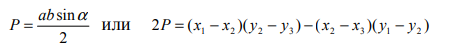 P = ab sin α / 2 или 2P = (x₁ − x₂)(y₂ − y₃) − (x₂ − x₃)(y₁ − y₂)